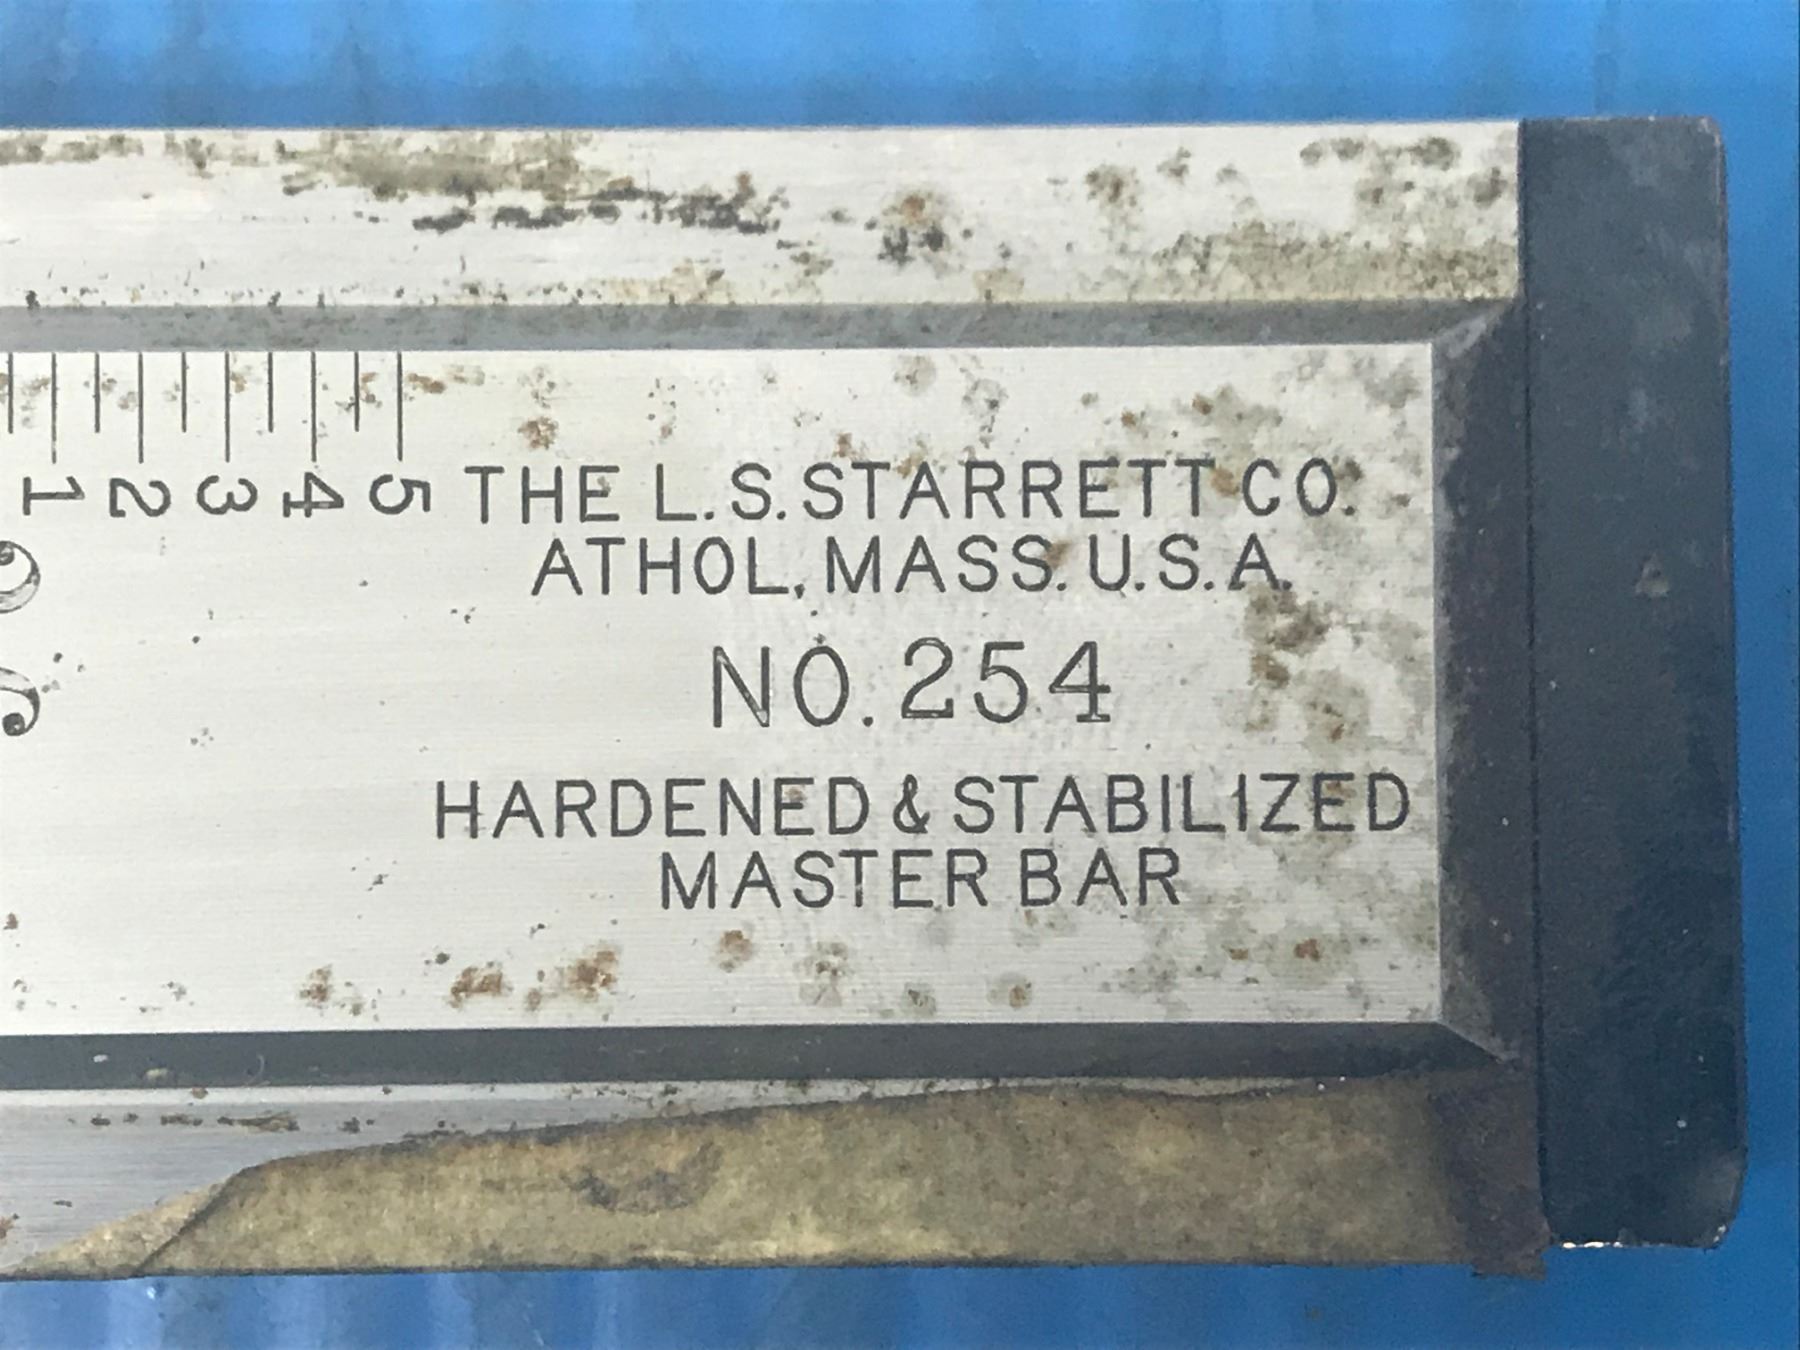 1 2 3 4 5
THE L.S. STARRETT CO.
ATHOL, MASS. U.S.A.
NO. 254
HARDENED & STABILIZED
MASTER BAR